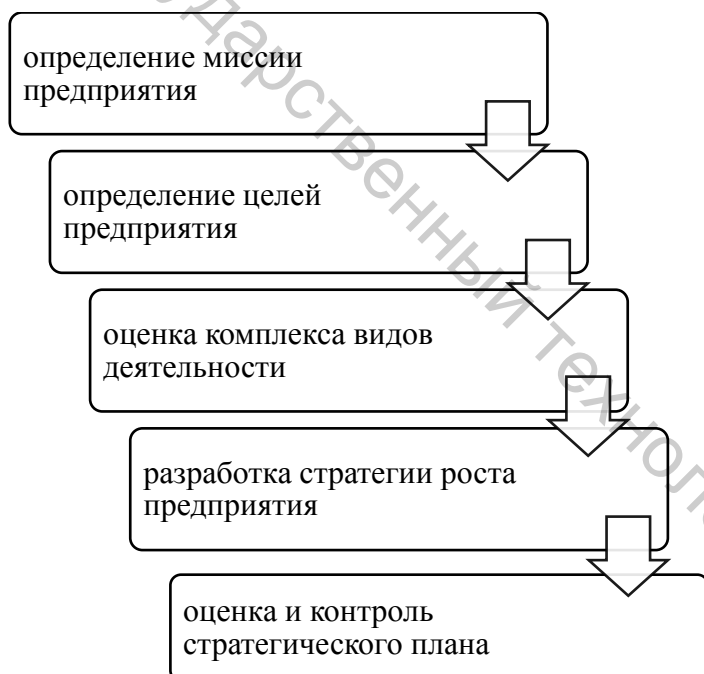 определение миссии
предприятия
определение целей
предприятия
оценка комплекса видов
деятельности
разработка стратегии роста
предприятия
оценка и контроль
стратегического плана